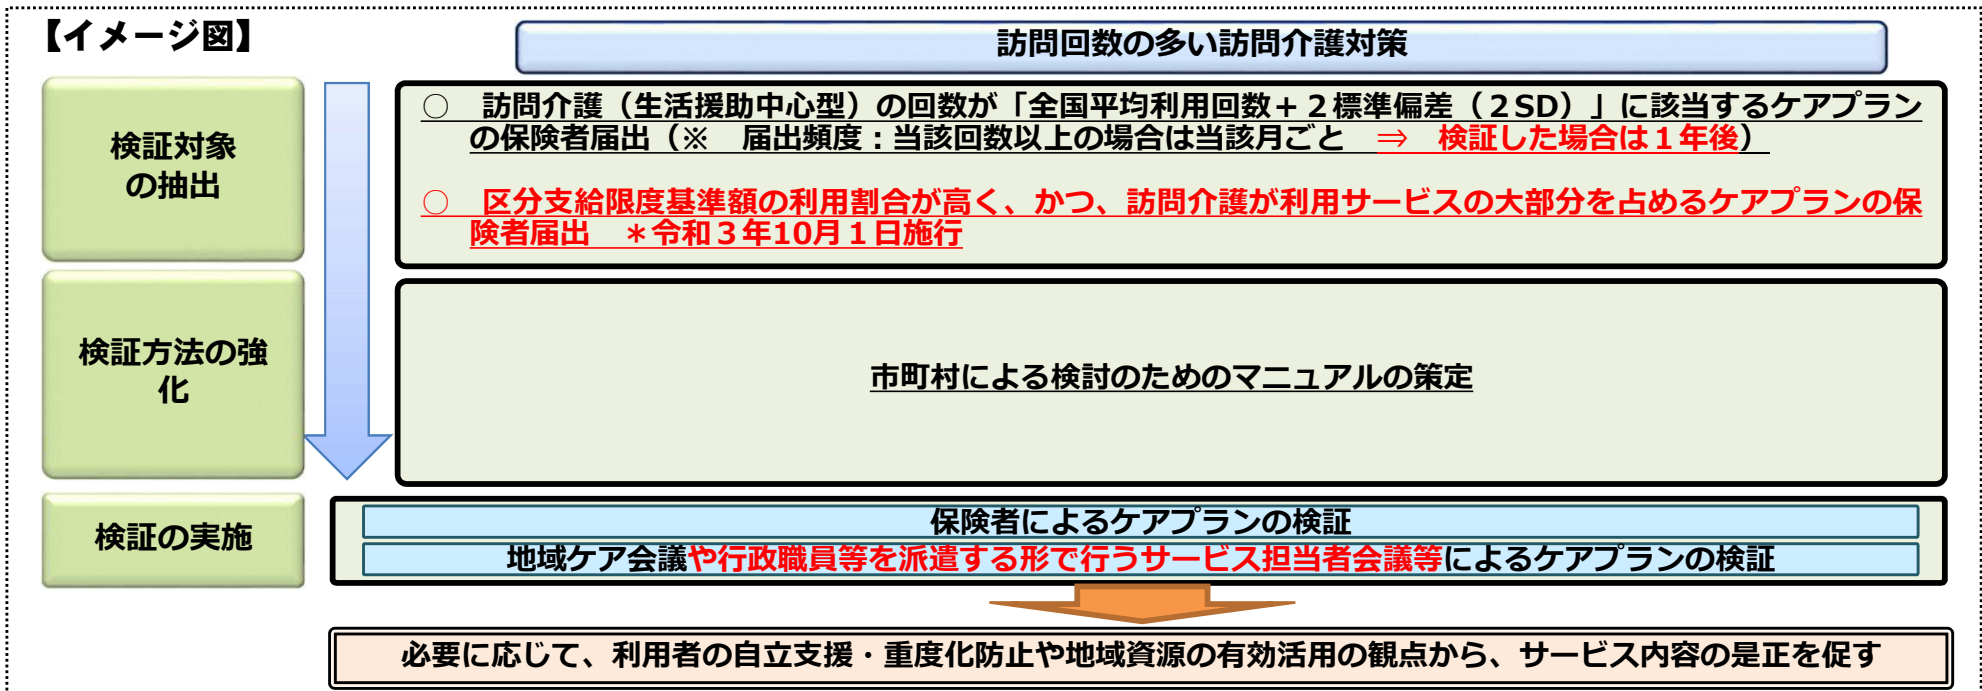 【イメージ図】
訪問回数の多い訪問介護対策
検証対象
の抽出
○ 訪問介護（生活援助中心型）の回数が「全国平均利用回数＋２標準偏差（２SD）」に該当するケアプラン
の保険者届出（※ 届出頻度：当該回数以上の場合は当該月ごと ⇒ 検証した場合は１年後）
○ 区分支給限度基準額の利用割合が高く、かつ、訪問介護が利用サービスの大部分を占めるケアプランの保
険者届出 ＊令和３年10月１日施行
検証方法の強
化
市町村による検討のためのマニュアルの策定
検証の実施
保険者によるケアプランの検証
地域ケア会議や行政職員等を派遣する形で行うサービス担当者会議等によるケアプランの検証
必要に応じて、利用者の自立支援・重度化防止や地域資源の有効活用の観点から、サービス内容の是正を促す